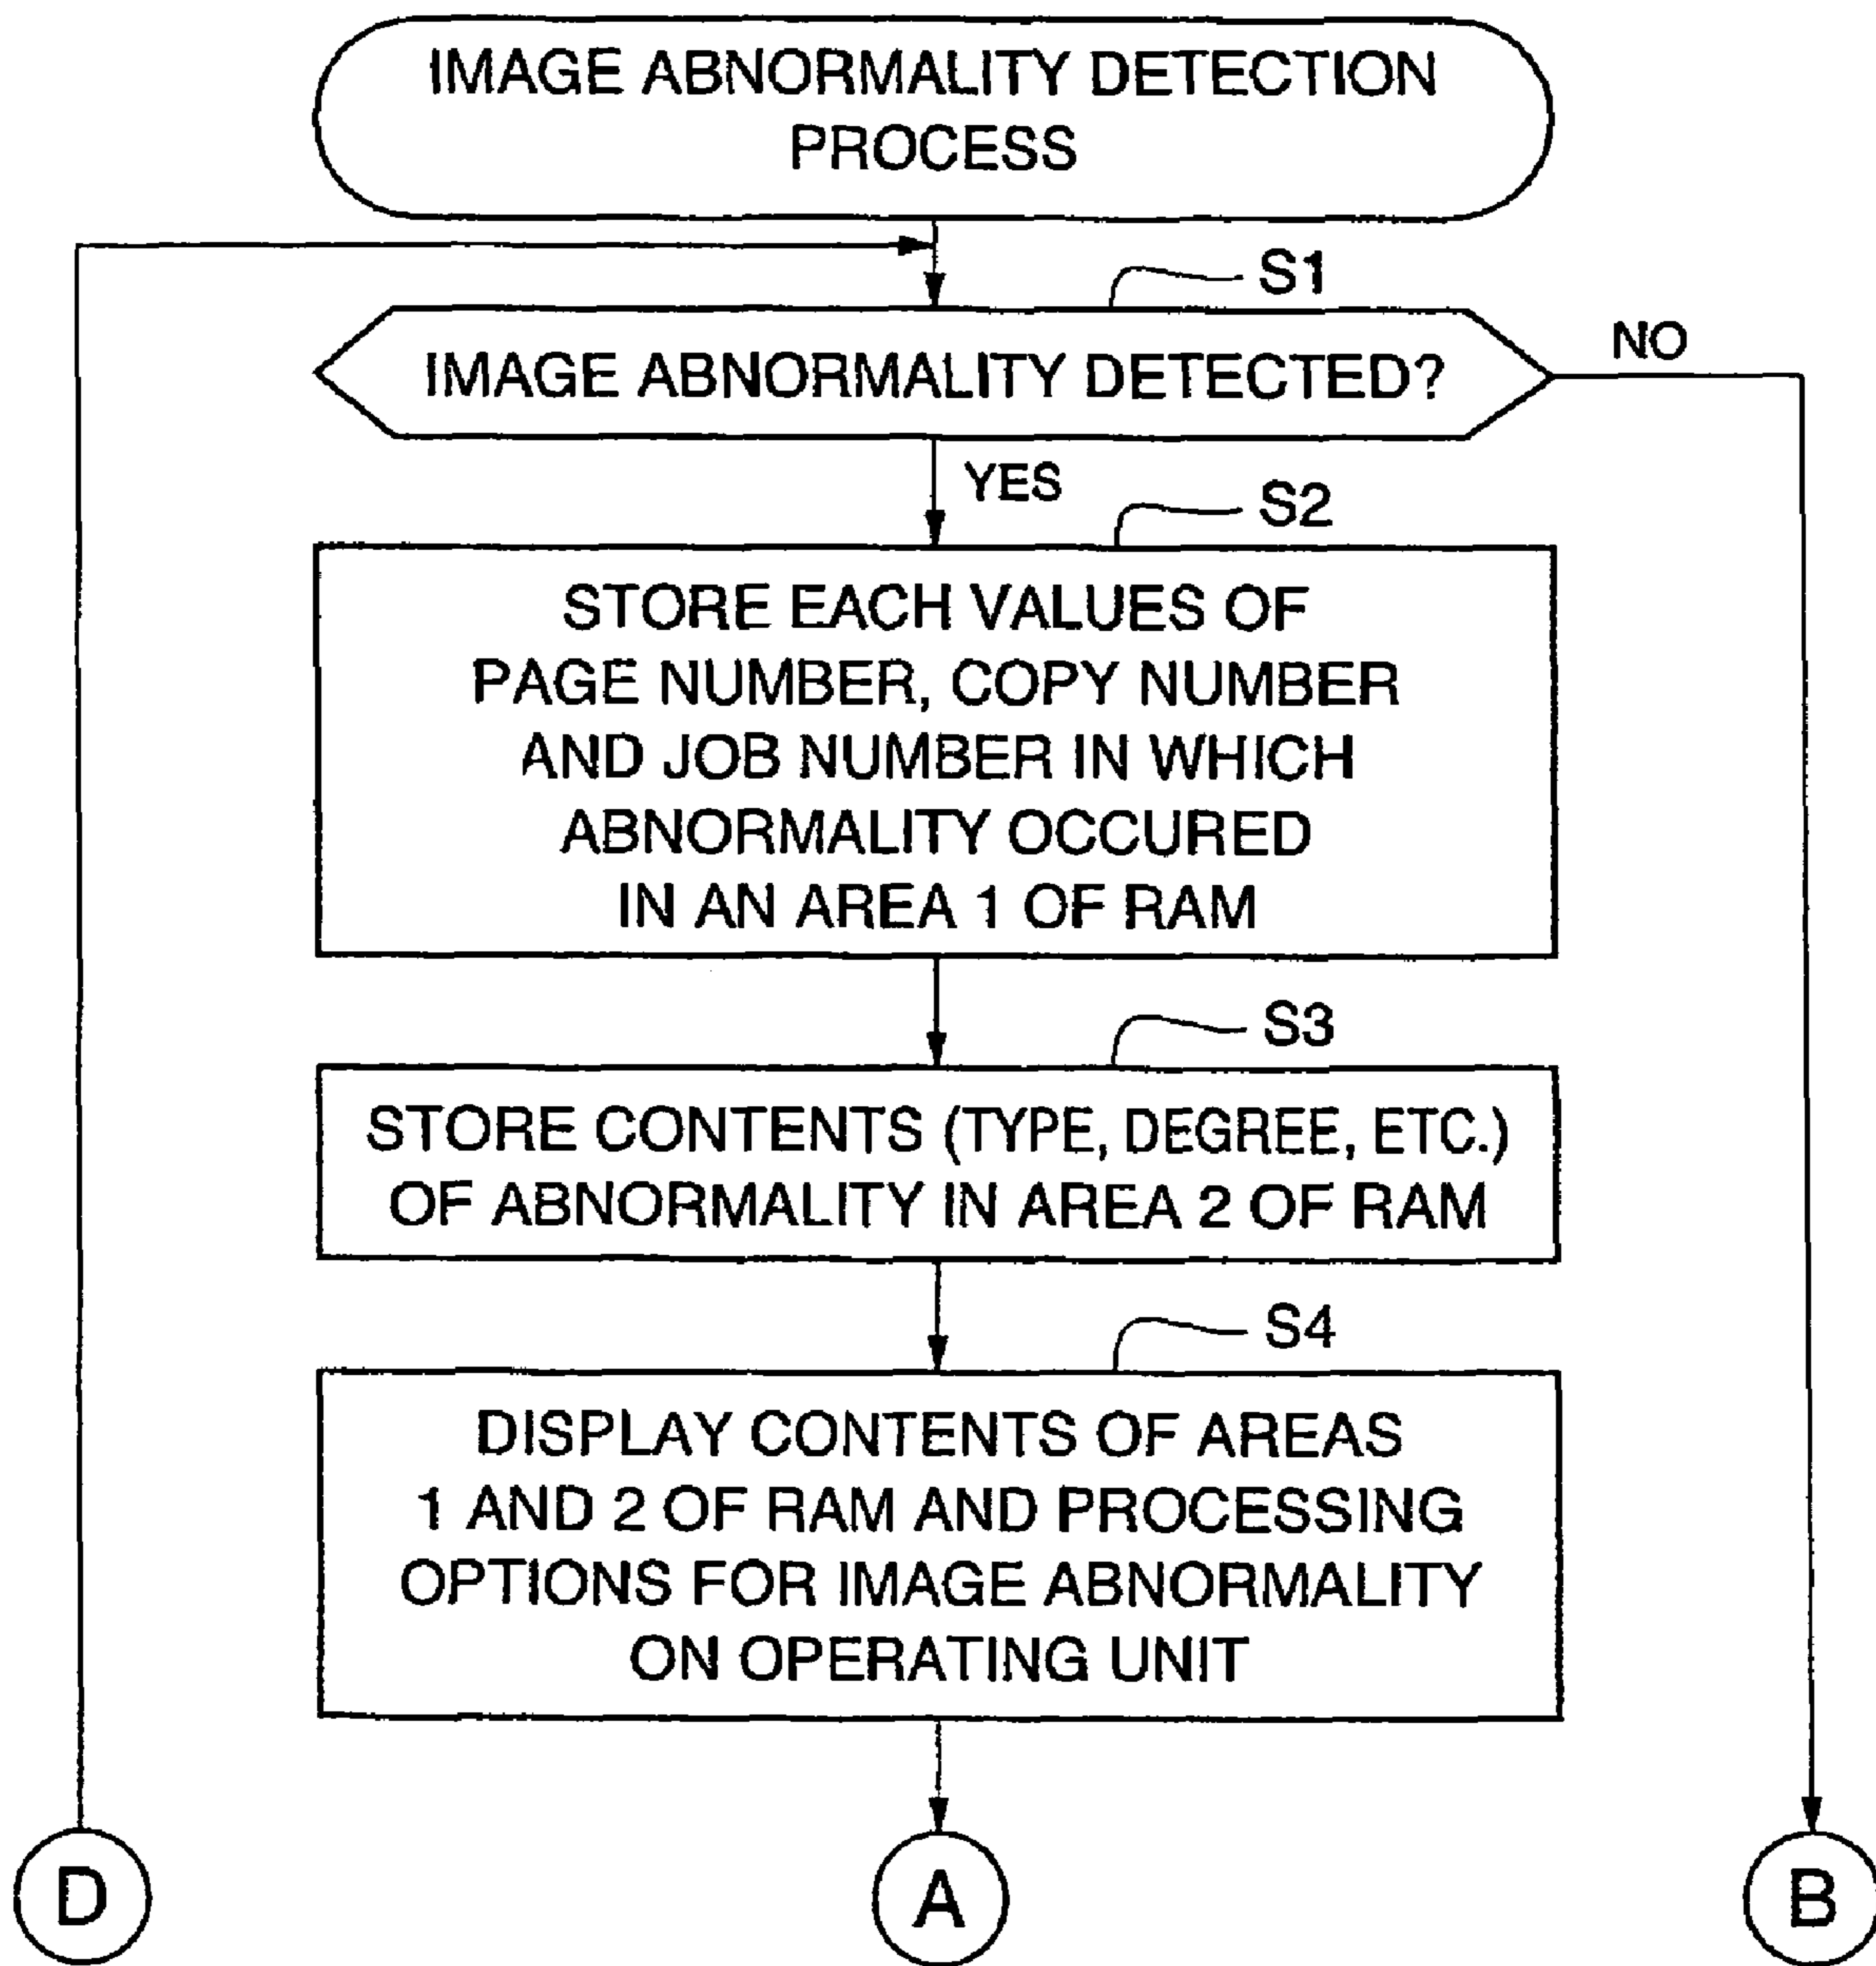 IMAGE ABNORMALITY DETECTION
PROCESS
S1
IMAGE ABNORMALITY DETECTED?
NO
YES
S2
STORE EACH VALUES OF
PAGE NUMBER, COPY NUMBER
AND JOB NUMBER IN WHICH
ABNORMALITY OCCURED
IN AN AREA 1 OF RAM
S3
STORE CONTENTS (TYPE, DEGREE, ETC.)
OF ABNORMALITY IN AREA 2 OF RAM
S4
DISPLAY CONTENTS OF AREAS
1 AND 2 OF RAM AND PROCESSING
OPTIONS FOR IMAGE ABNORMALITY
ON OPERATING UNIT
D
A
B